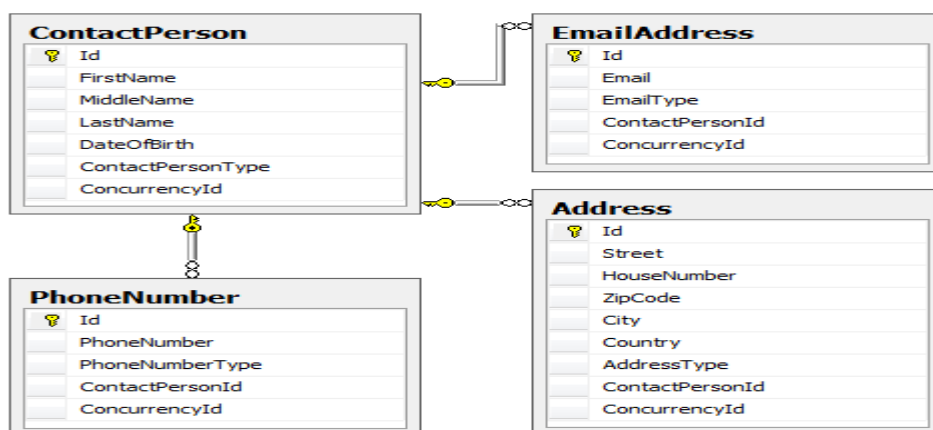 ContactPerson
Id
FirstName
MiddleName
LastName
DateOfBirth
ContactPersonType
ConcurrencyId
EmailAddress
Id
Email
EmailType
ContactPersonId
ConcurrencyId
PhoneNumber
Id
PhoneNumber
PhoneNumberType
ContactPersonId
ConcurrencyId
Address
Id
Street
HouseNumber
ZipCode
City
Country
AddressType
ContactPersonId
ConcurrencyId